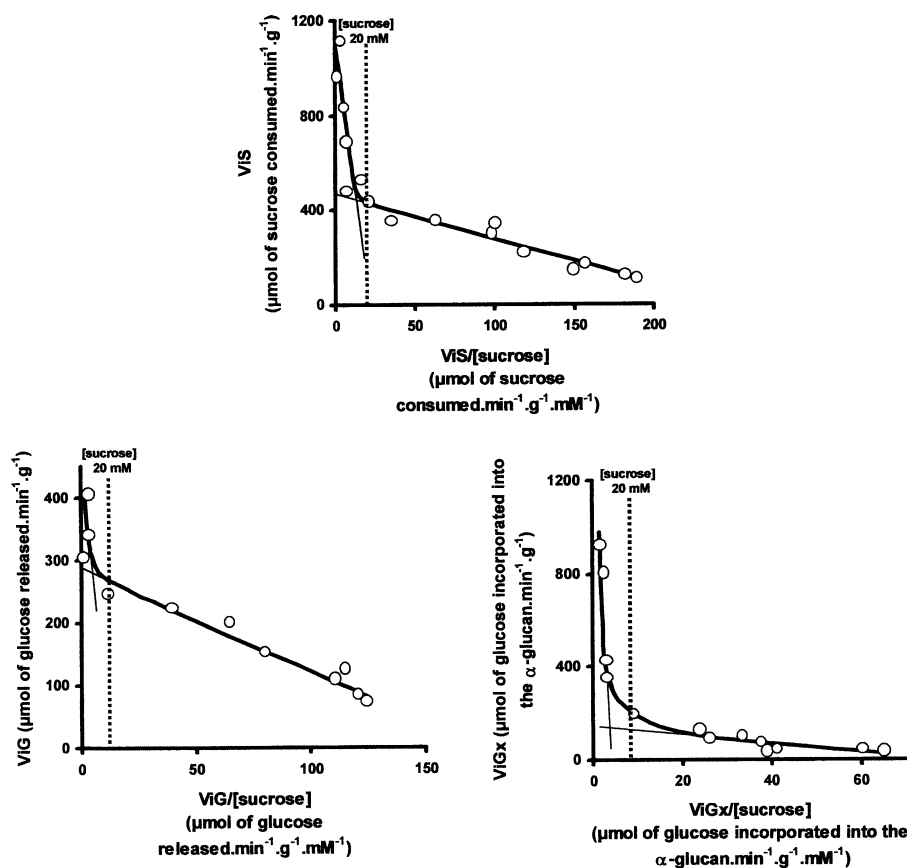 1200
[sucrose]
20 mM
800
400
0
ViS
(μmol of sucrose consumed.min⁻¹.g⁻¹)
0 50 100 150 200
ViS/[sucrose]
(μmol of sucrose
consumed.min⁻¹.g⁻¹.mM⁻¹)
[sucrose]
20 mM
400
300
200
100
0
ViG (μmol of glucose released.min⁻¹.g⁻¹)
0 50 100 150
ViG/[sucrose]
(μmol of glucose
released.min⁻¹.g⁻¹.mM⁻¹)
1200
[sucrose]
20 mM
800
400
0
ViGx (μmol of glucose incorporated into
the α-glucan.min⁻¹.g⁻¹)
0 20 40 60
ViGx/[sucrose]
(μmol of glucose incorporated into the
α-glucan.min⁻¹.g⁻¹.mM⁻¹)